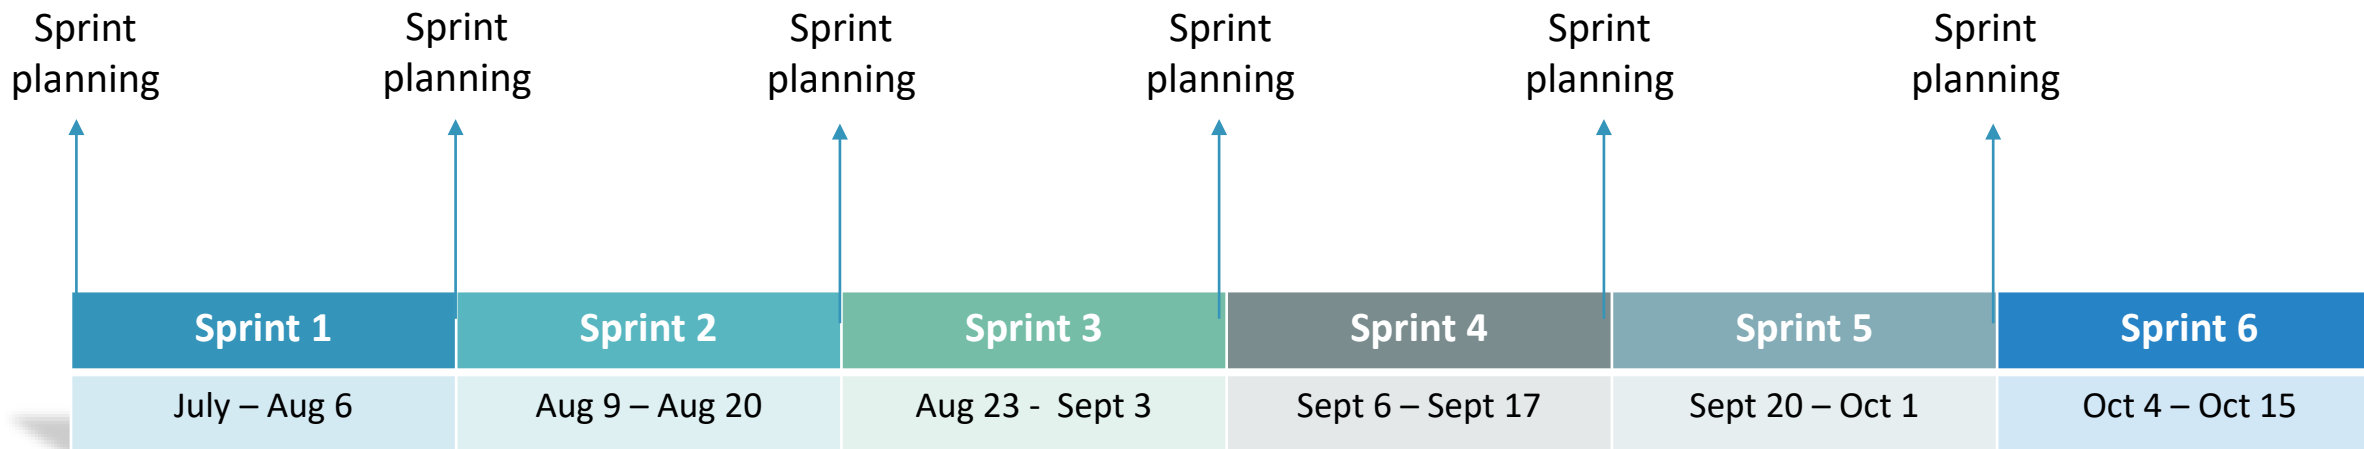 Sprint
planning
Sprint
planning
Sprint
planning
Sprint
planning
Sprint
planning
Sprint
planning
Sprint 1
Sprint 2
Sprint 3
Sprint 4
Sprint 5
Sprint 6
July – Aug 6
Aug 9 – Aug 20
Aug 23 -  Sept 3
Sept 6 – Sept 17
Sept 20 – Oct 1
Oct 4 – Oct 15